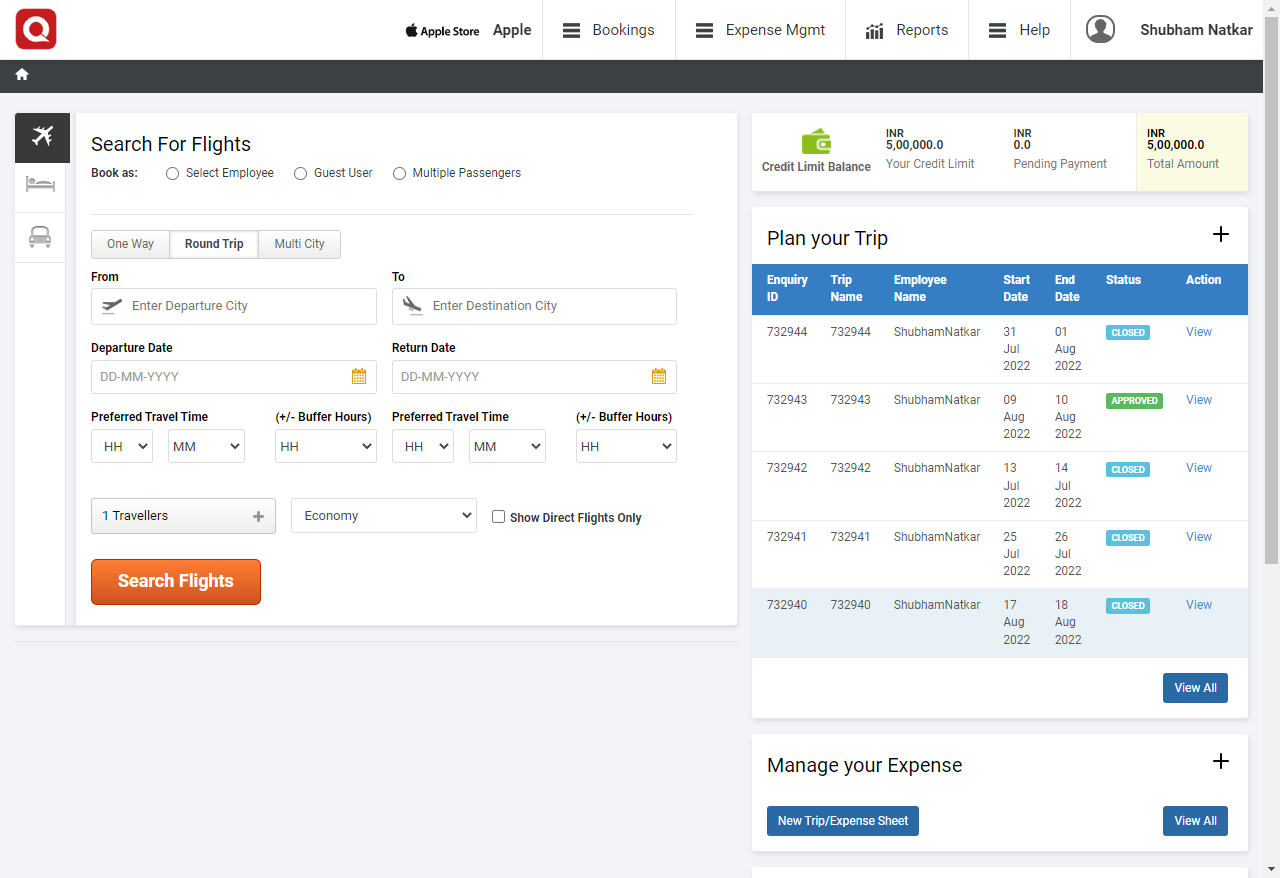 Q
Apple Store Apple Bookings Expense Mgmt Reports Help Shubham Natkar
Search For Flights
Book as: Select Employee Guest User Multiple Passengers
One Way Round Trip Multi City
From To
Enter Departure City Enter Destination City
Departure Date Return Date
DD-MM-YYYY DD-MM-YYYY
Preferred Travel Time (+/- Buffer Hours) Preferred Travel Time (+/- Buffer Hours)
HH MM HH HH MM HH
1 Travellers Economy Show Direct Flights Only
Search Flights
Credit Limit Balance
INR
5,00,000.0
Your Credit Limit
INR
0.0
Pending Payment
INR
5,00,000.0
Total Amount
Plan your Trip
Enquiry ID Trip Name Employee Name Start Date End Date Status Action
732944 732944 ShubhamNatkar 31 Jul 2022 01 Aug 2022 CLOSED View
732943 732943 ShubhamNatkar 09 Aug 2022 10 Aug 2022 APPROVED View
732942 732942 ShubhamNatkar 13 Jul 2022 14 Jul 2022 CLOSED View
732941 732941 ShubhamNatkar 25 Jul 2022 26 Jul 2022 CLOSED View
732940 732940 ShubhamNatkar 17 Aug 2022 18 Aug 2022 CLOSED View
View All
Manage your Expense
New Trip/Expense Sheet View All